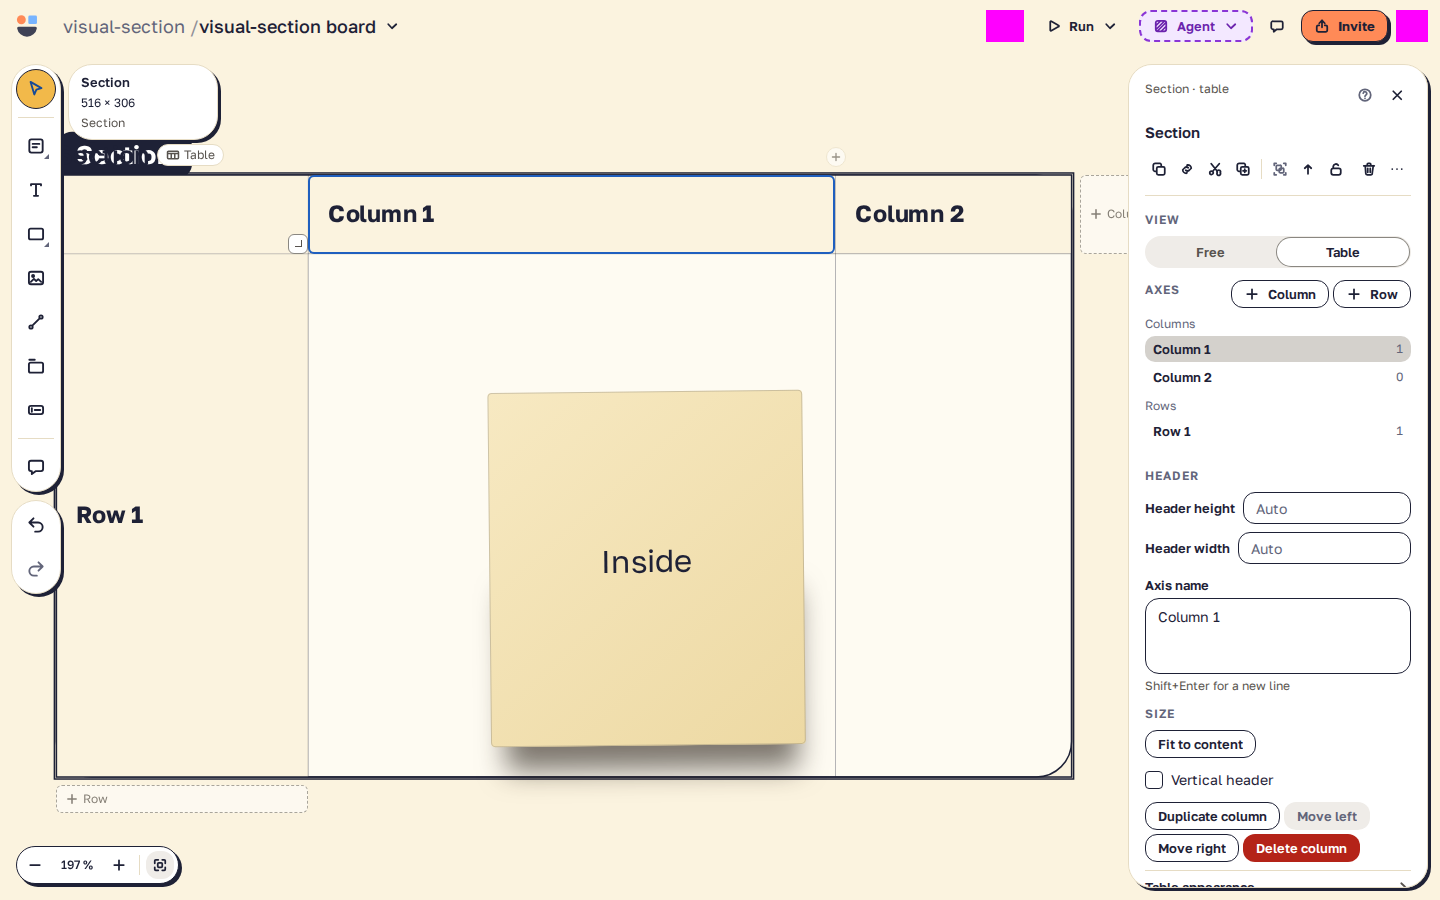 visual-section / visual-section board
Run
Agent
Invite
Section
516 × 306
Section
Section
Table
Column 1
Column 2
Row 1
Inside
+ Row
197 %
Section · table
Section
VIEW
Free
Table
AXES
+ Column
+ Row
Columns
Column 1 1
Column 2 0
Rows
Row 1 1
HEADER
Header height Auto
Header width Auto
Axis name
Column 1
Shift+Enter for a new line
SIZE
Fit to content
Vertical header
Duplicate column
Move left
Move right
Delete column